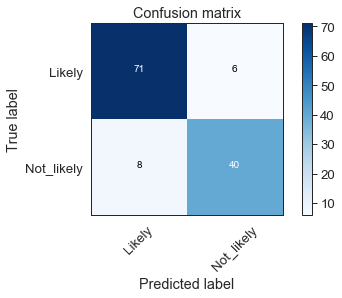 Confusion matrix
True label
Likely
Not_likely
71
6
8
40
Likely
Not_likely
Predicted label
70
60
50
40
30
20
10